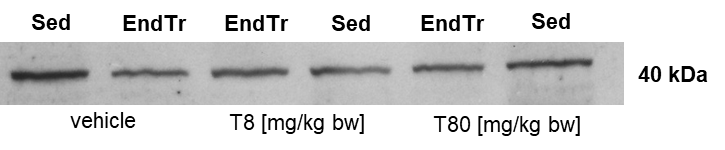 Sed EndTr EndTr Sed EndTr Sed
40 kDa
vehicle T8 [mg/kg bw] T80 [mg/kg bw]